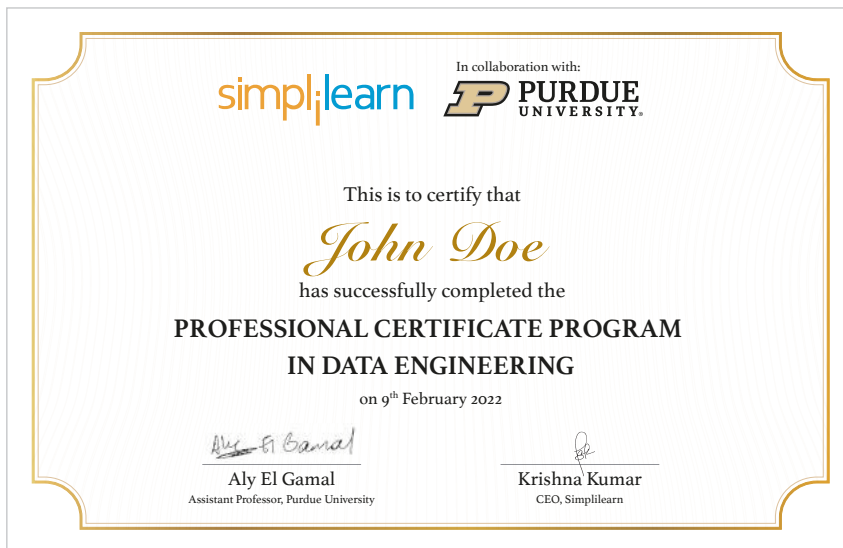 simplilearn
In collaboration with:
PURDUE
UNIVERSITY®
This is to certify that
John Doe
has successfully completed the
PROFESSIONAL CERTIFICATE PROGRAM
IN DATA ENGINEERING
on 9th February 2022
Aly El Gamal
Aly El Gamal
Assistant Professor, Purdue University
Krishna Kumar
CEO, Simplilearn